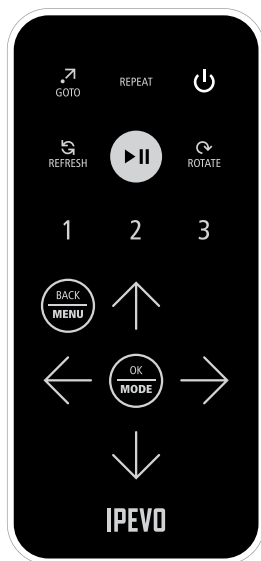 REPEAT
GOTO
REFRESH
ROTATE
1 2 3
BACK
MENU
OK
MODE
IPEVO